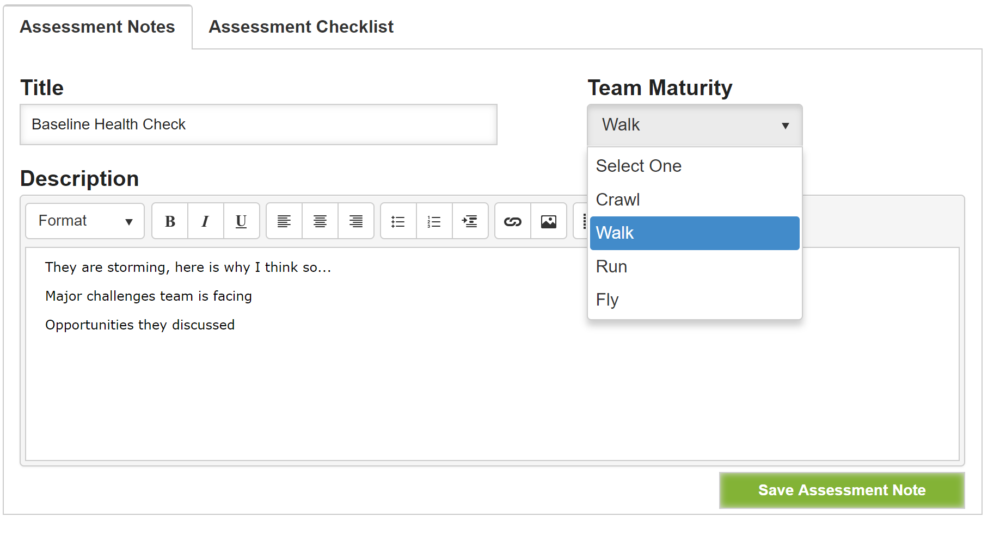 Assessment Notes
Assessment Checklist
Title
Team Maturity
Baseline Health Check
Walk
Select One
Crawl
Walk
Run
Fly
Description
Format
B I U
They are storming, here is why I think so...
Major challenges team is facing
Opportunities they discussed
Save Assessment Note